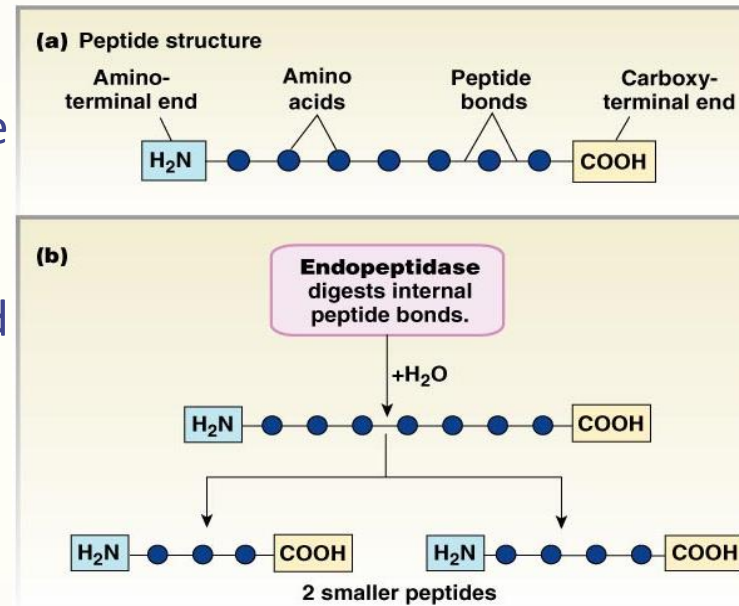 (a) Peptide structure
Amino-
terminal end
Amino
acids
Peptide
bonds
Carboxy-
terminal end
H₂N
COOH
e
(b)
Endopeptidase
digests internal
peptide bonds.
d
+H₂O
H₂N
COOH
H₂N
COOH
H₂N
COOH
2 smaller peptides